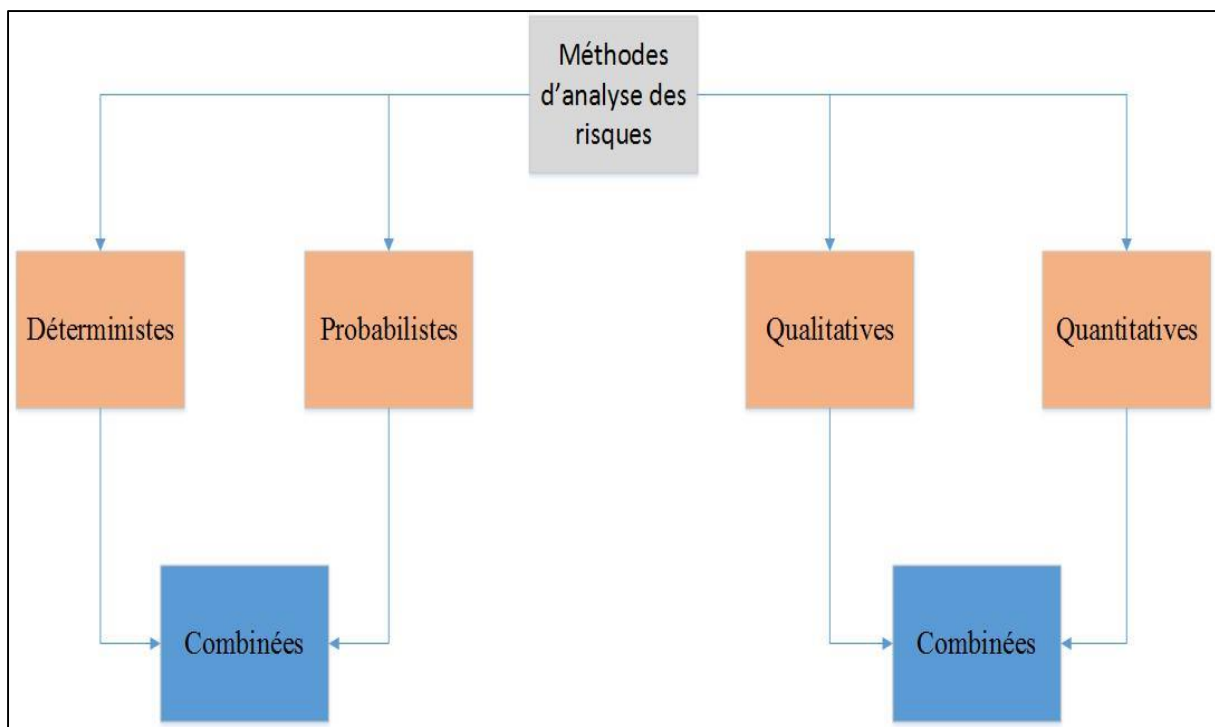 Méthodes
d’analyse des
risques
Déterministes
Probabilistes
Qualitatives
Quantitatives
Combinées
Combinées